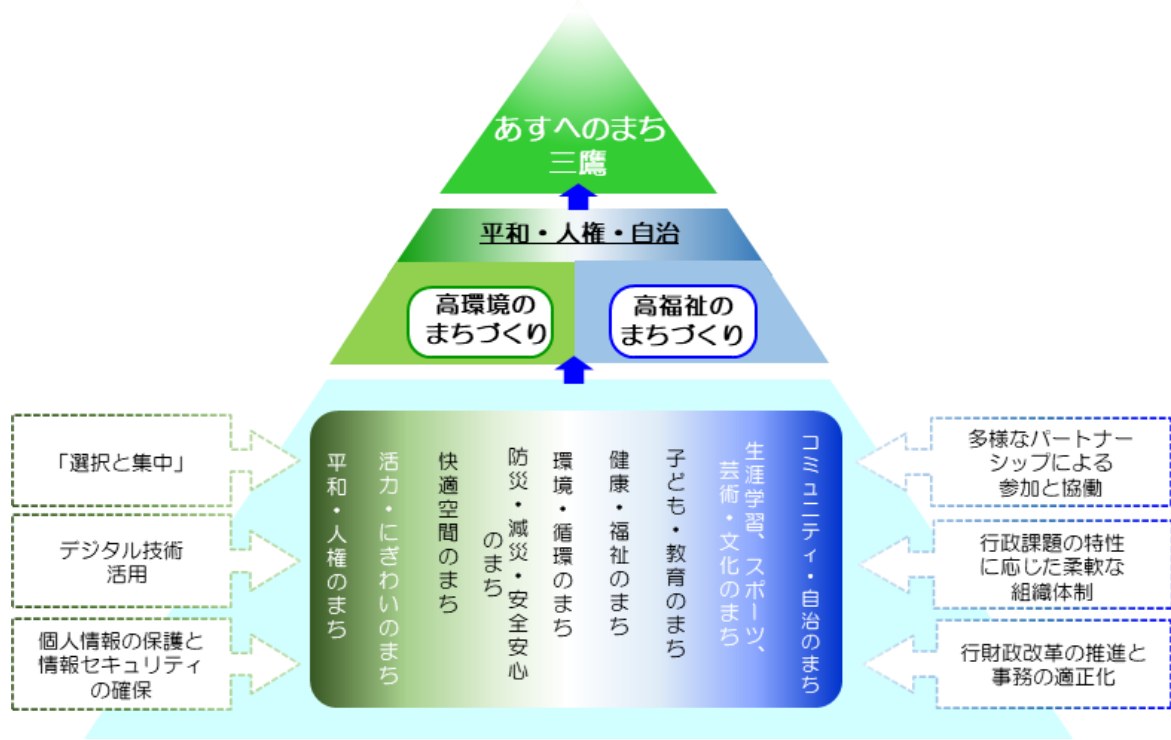 あすへのまち
三鷹
平和・人権・自治
高環境の
まちづくり
高福祉の
まちづくり
「選択と集中」
デジタル技術
活用
個人情報の保護と
情報セキュリティ
の確保
平和・人権のまち
活力・にぎわいのまち
快適空間のまち
防災・減災・安全安心
のまち
環境・循環のまち
健康・福祉のまち
子ども・教育のまち
生涯学習、スポーツ、
芸術・文化のまち
コミュニティ・自治のまち
多様なパートナー
シップによる
参加と協働
行政課題の特性
に応じた柔軟な
組織体制
行財政改革の推進と
事務の適正化